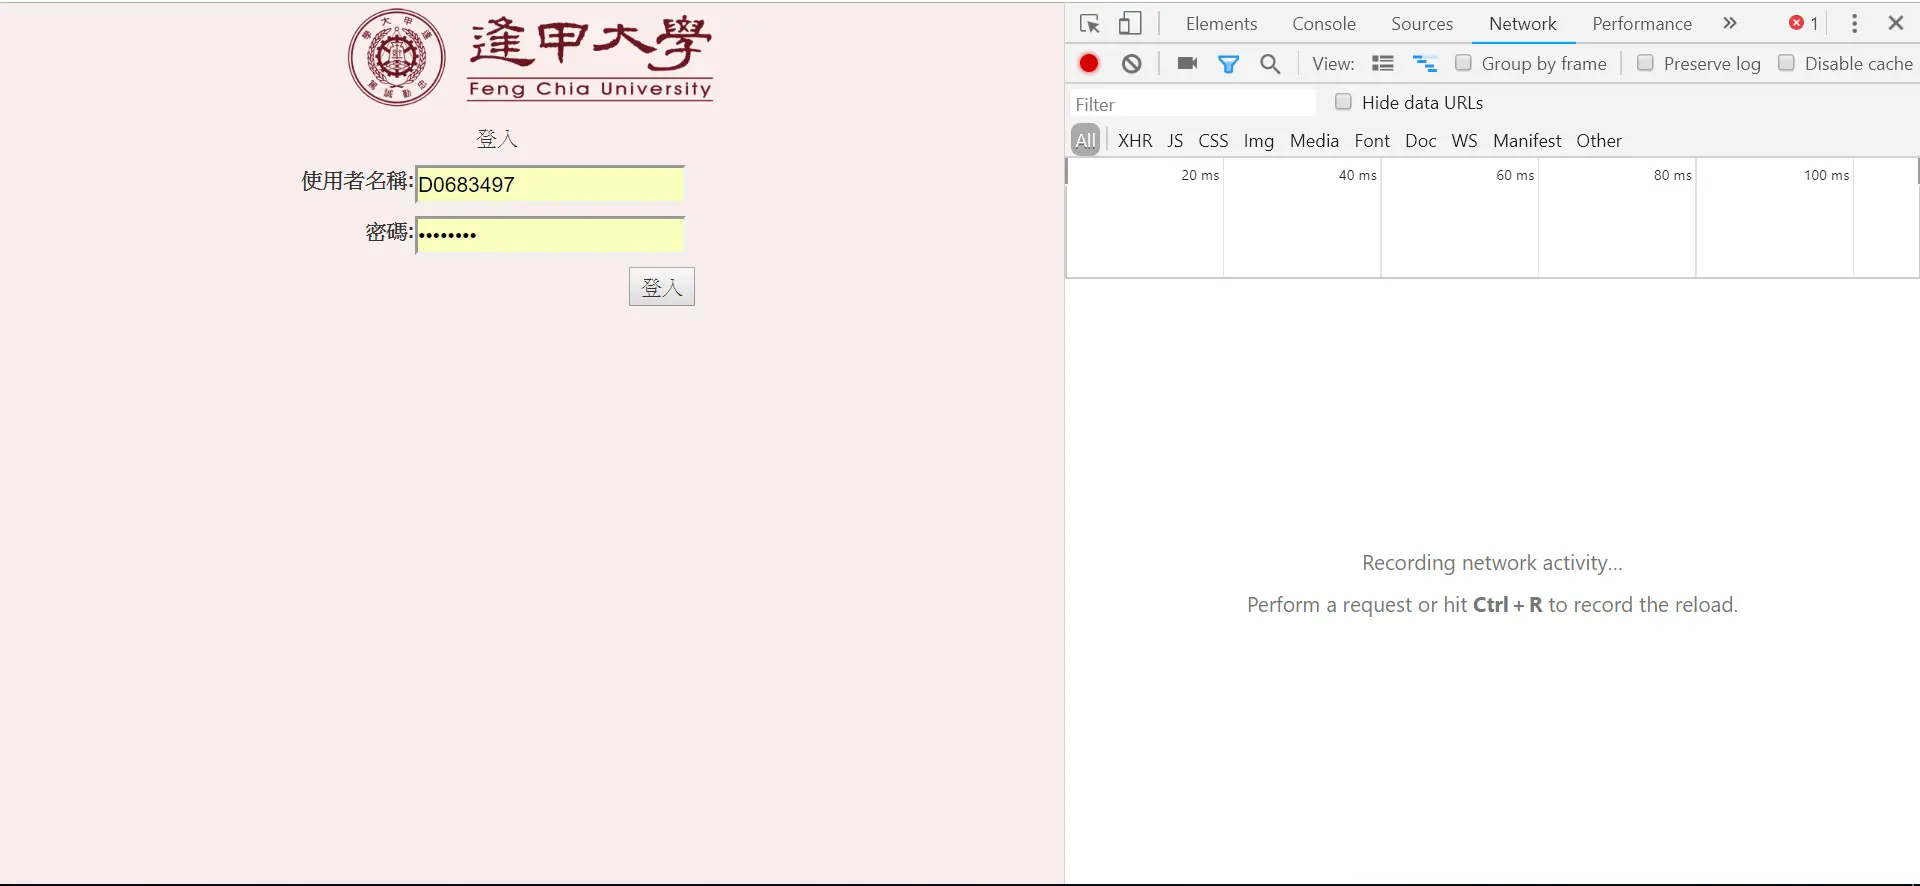 逢甲大學
Feng Chia University
登入
使用者名稱:D0683497
密碼:••••••••
登入
Elements Console Sources Network Performance » 1
View: Group by frame Preserve log Disable cache
Filter Hide data URLs
All XHR JS CSS Img Media Font Doc WS Manifest Other
20 ms 40 ms 60 ms 80 ms 100 ms
Recording network activity...
Perform a request or hit Ctrl + R to record the reload.